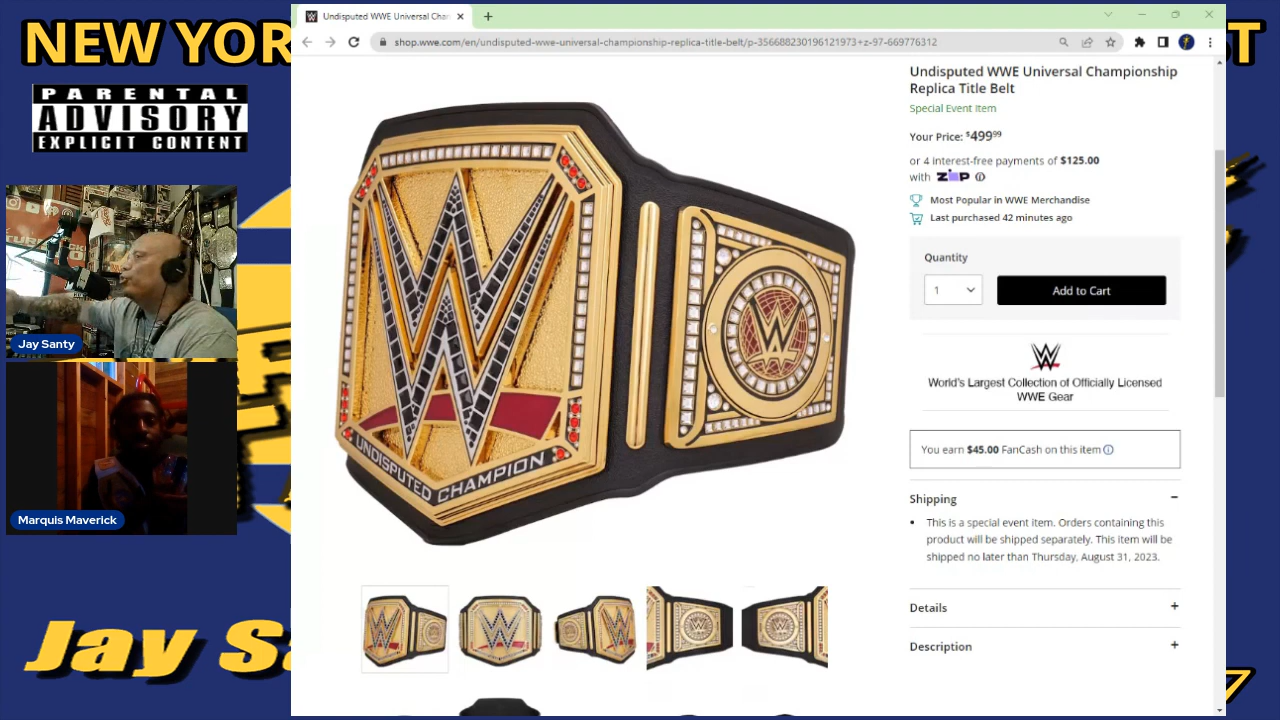 NEW YOR
T
PARENTAL
ADVISORY
EXPLICIT CONTENT
Jay Santy
Marquis Maverick
Jay Sa
Undisputed WWE Universal Cham
shop.wwe.com/en/undisputed-wwe-universal-championship-replica-title-belt/p-356688230196121973+z-97-669776312
UNDISPUTED CHAMPION
Undisputed WWE Universal Championship
Replica Title Belt
Special Event Item
Your Price: $499.99
or 4 interest-free payments of $125.00
with Zip
Most Popular in WWE Merchandise
Last purchased 42 minutes ago
Quantity
1
Add to Cart
World's Largest Collection of Officially Licensed
WWE Gear
You earn $45.00 FanCash on this item
Shipping
This is a special event item. Orders containing this
product will be shipped separately. This item will be
shipped no later than Thursday, August 31, 2023.
Details
Description